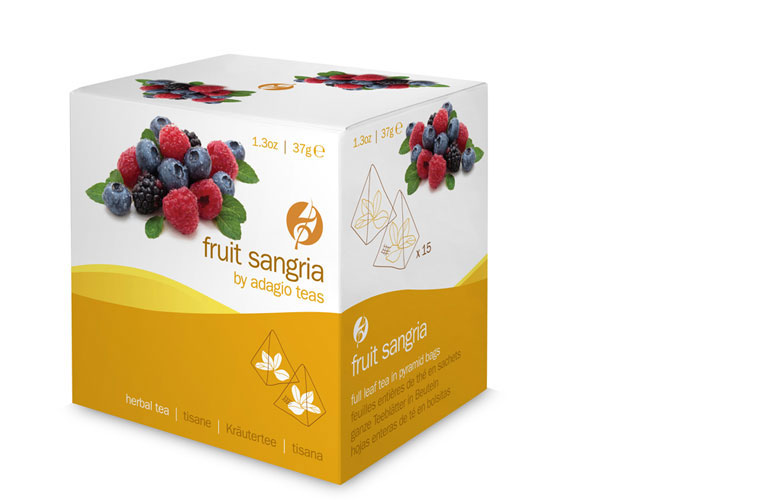 1.3oz | 37g ℮
fruit sangria
by adagio teas
herbal tea | tisane | Kräutertee | tisana
1.3oz | 37g ℮
x 15
fruit sangria
full leaf tea in pyramid bags
feuilles entières de thé en sachets
ganze Teeblätter in Beuteln
hojas enteras de té en bolsitas